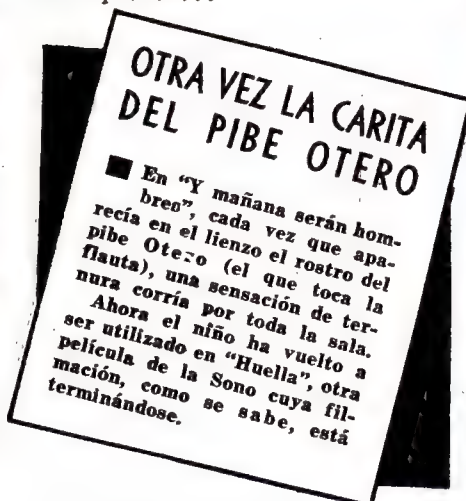 OTRA VEZ LA CARITA
DEL PIBE OTERO
En “Y mañana serán hom-
bres”, cada vez que apa-
recía en el lienzo el rostro del
pibe Otero (el que toca la
flauta), una sensación de ter-
nura corría por toda la sala.
Ahora el niño ha vuelto a
ser utilizado en “Huella”, otra
película de la Sono cuya fil-
mación, como se sabe, está
terminándose.